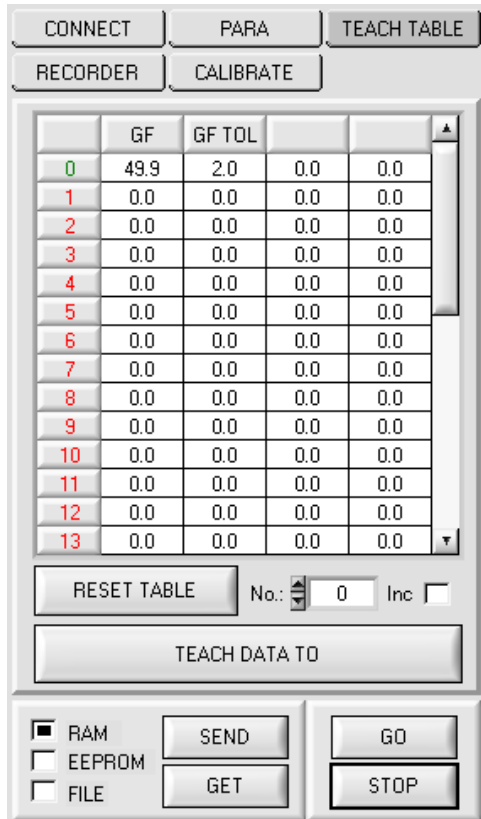 CONNECT PARA TEACH TABLE
RECORDER CALIBRATE
GF GF TOL
0 49.9 2.0 0.0 0.0
1 0.0 0.0 0.0 0.0
2 0.0 0.0 0.0 0.0
3 0.0 0.0 0.0 0.0
4 0.0 0.0 0.0 0.0
5 0.0 0.0 0.0 0.0
6 0.0 0.0 0.0 0.0
7 0.0 0.0 0.0 0.0
8 0.0 0.0 0.0 0.0
9 0.0 0.0 0.0 0.0
10 0.0 0.0 0.0 0.0
11 0.0 0.0 0.0 0.0
12 0.0 0.0 0.0 0.0
13 0.0 0.0 0.0 0.0
RESET TABLE No.: 0 Inc
TEACH DATA TO
RAM SEND GO
EEPROM
FILE GET STOP